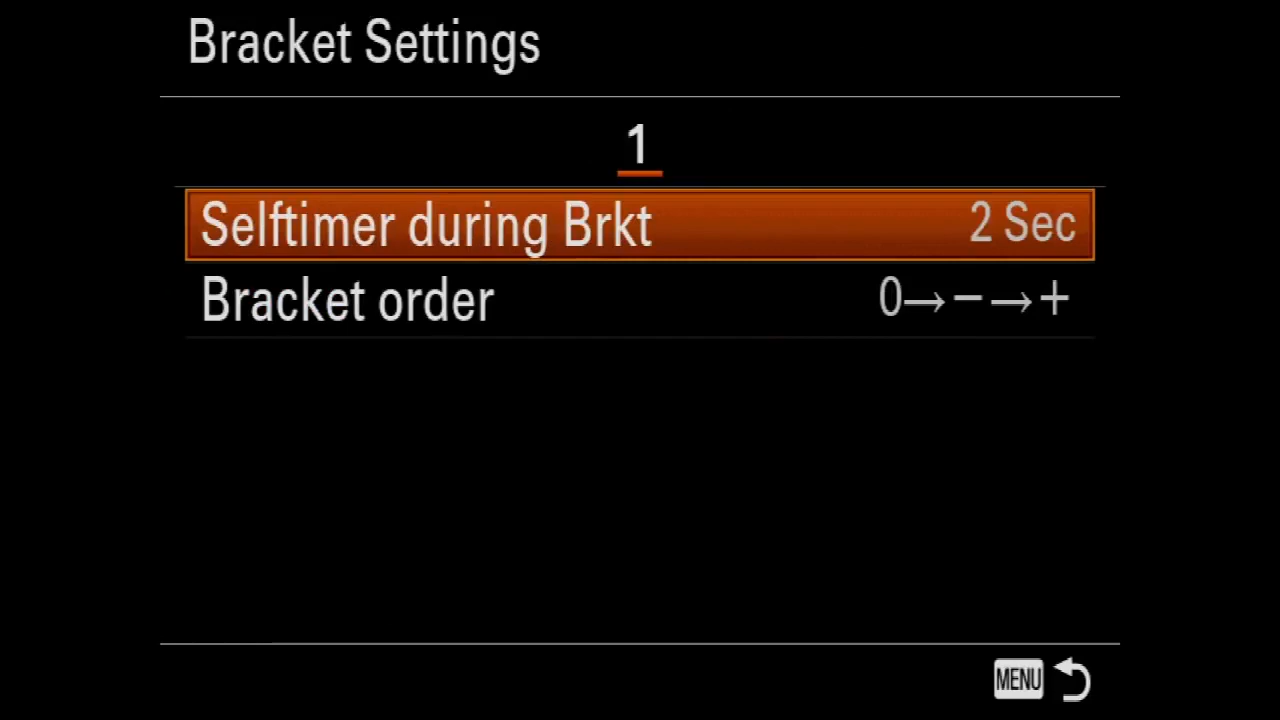 Bracket Settings
1
Selftimer during Brkt 2 Sec
Bracket order 0→−→+
MENU